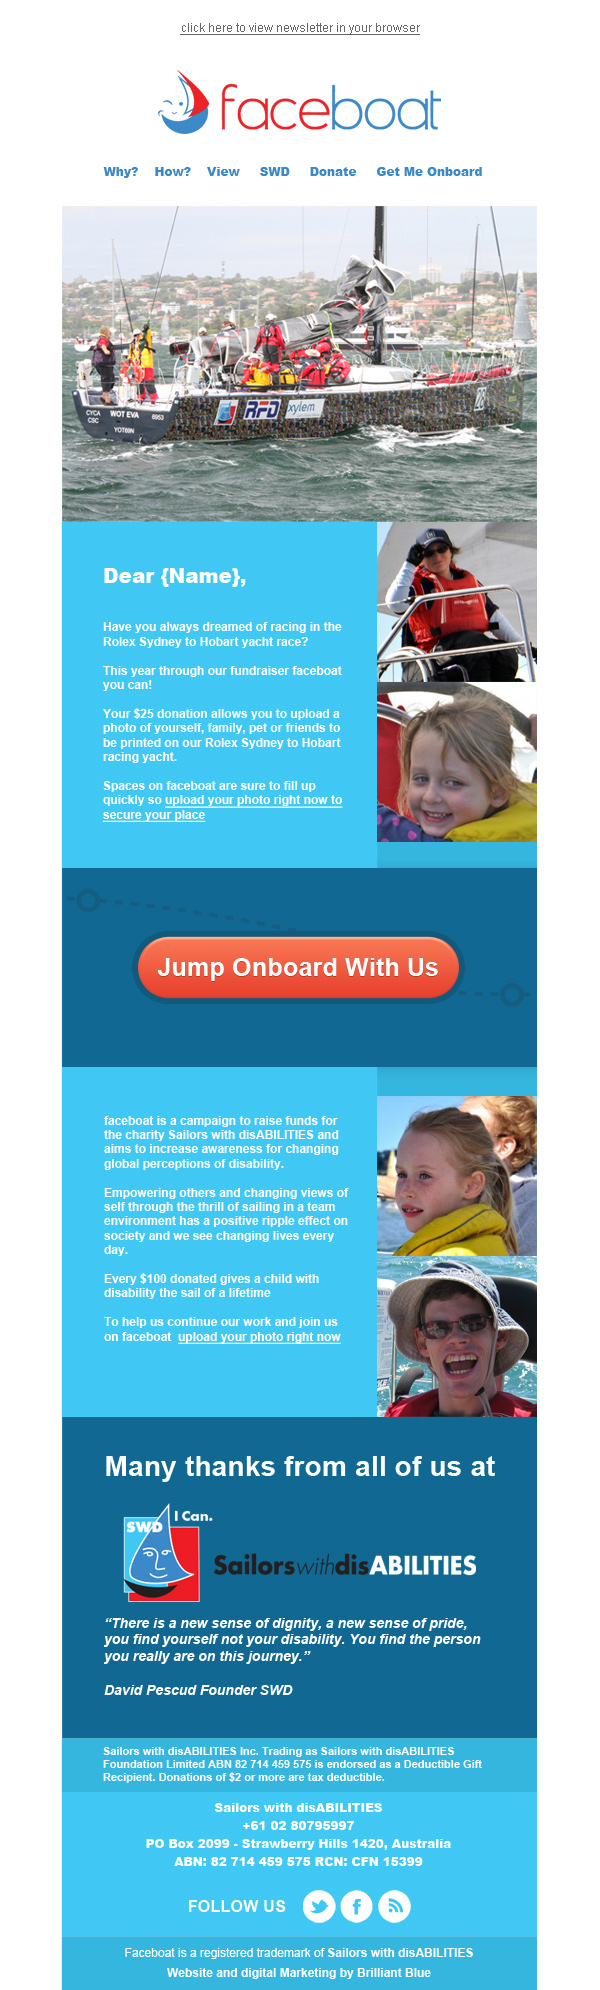 click here to view newsletter in your browser
faceboat
Why? How? View SWD Donate Get Me Onboard
CYCA WOT EVA 6953
CSC
YOT69N
RFD
xylem
Dear {Name},
Have you always dreamed of racing in the
Rolex Sydney to Hobart yacht race?
This year through our fundraiser faceboat
you can!
Your $25 donation allows you to upload a
photo of yourself, family, pet or friends to
be printed on our Rolex Sydney to Hobart
racing yacht.
Spaces on faceboat are sure to fill up
quickly so upload your photo right now to
secure your place
Jump Onboard With Us
faceboat is a campaign to raise funds for
the charity Sailors with disABILITIES and
aims to increase awareness for changing
global perceptions of disability.
Empowering others and changing views of
self through the thrill of sailing in a team
environment has a positive ripple effect on
society and we see changing lives every
day.
Every $100 donated gives a child with
disability the sail of a lifetime
To help us continue our work and join us
on faceboat upload your photo right now
Many thanks from all of us at
I Can.
SWD
SailorswithdisABILITIES
“There is a new sense of dignity, a new sense of pride,
you find yourself not your disability. You find the person
you really are on this journey.”
David Pescud Founder SWD
Sailors with disABILITIES Inc. Trading as Sailors with disABILITIES
Foundation Limited ABN 82 714 459 575 is endorsed as a Deductible Gift
Recipient. Donations of $2 or more are tax deductible.
Sailors with disABILITIES
+61 02 80795997
PO Box 2099 - Strawberry Hills 1420, Australia
ABN: 82 714 459 575 RCN: CFN 15399
FOLLOW US
Faceboat is a registered trademark of Sailors with disABILITIES
Website and digital Marketing by Brilliant Blue